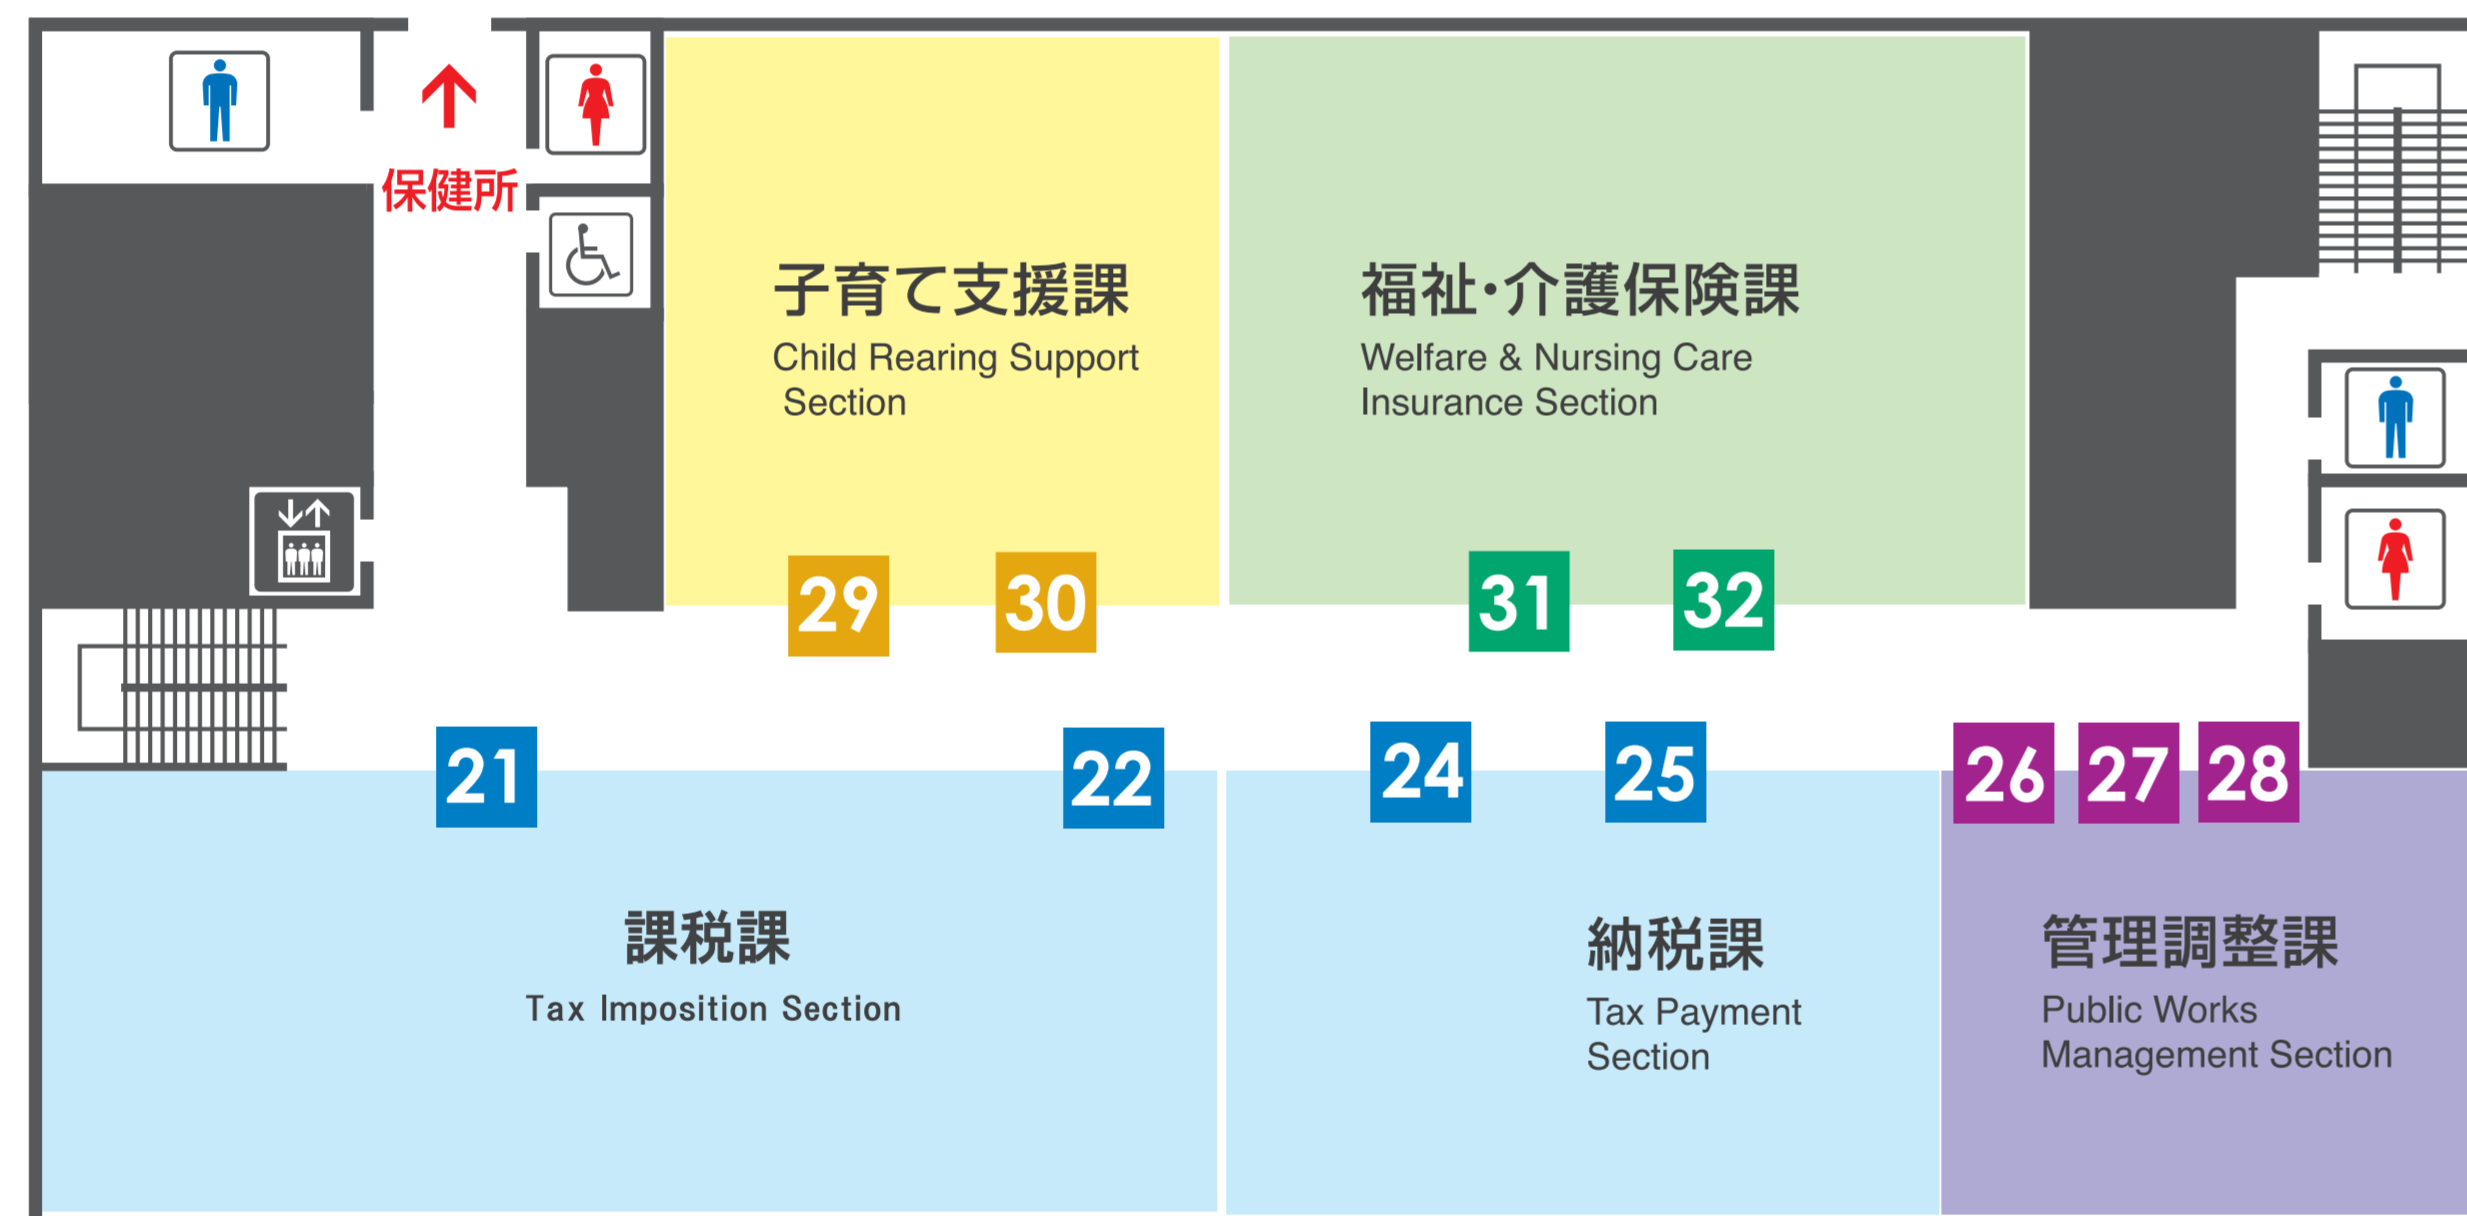 保健所
子育て支援課
Child Rearing Support
Section
福祉・介護保険課
Welfare & Nursing Care
Insurance Section
29
30
31
32
21
22
24
25
26
27
28
課税課
Tax Imposition Section
納税課
Tax Payment
Section
管理調整課
Public Works
Management Section